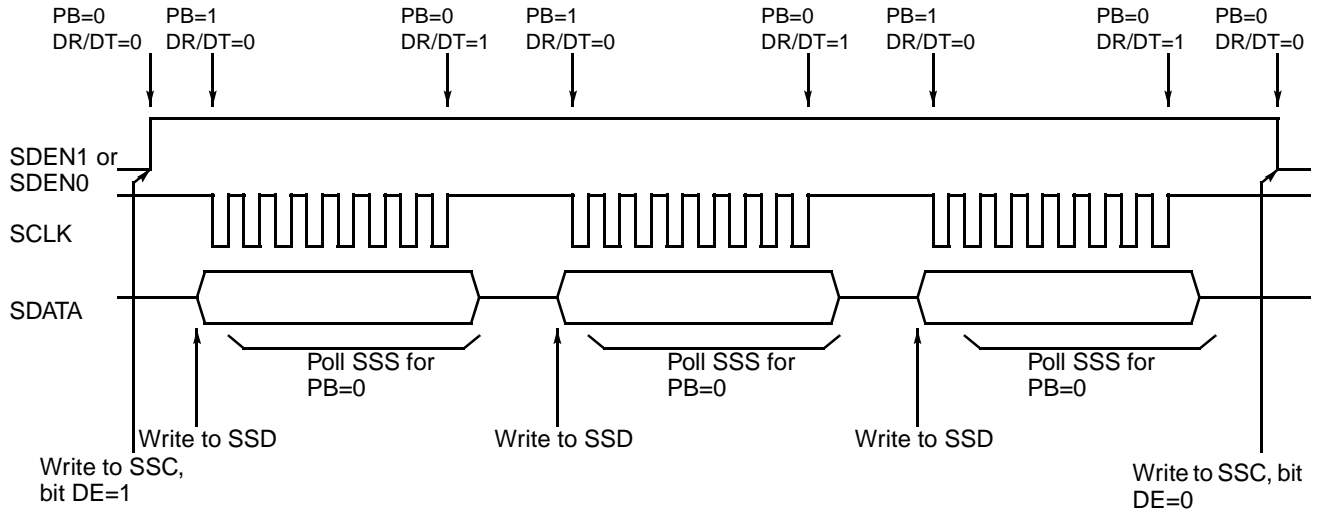 PB=0
DR/DT=0
PB=1
DR/DT=0
PB=0
DR/DT=1
PB=1
DR/DT=0
PB=0
DR/DT=1
PB=1
DR/DT=0
PB=0
DR/DT=1
PB=0
DR/DT=0
SDEN1 or
SDEN0
SCLK
SDATA
Poll SSS for
PB=0
Poll SSS for
PB=0
Poll SSS for
PB=0
Write to SSD
Write to SSD
Write to SSD
Write to SSC,
bit DE=1
Write to SSC, bit
DE=0